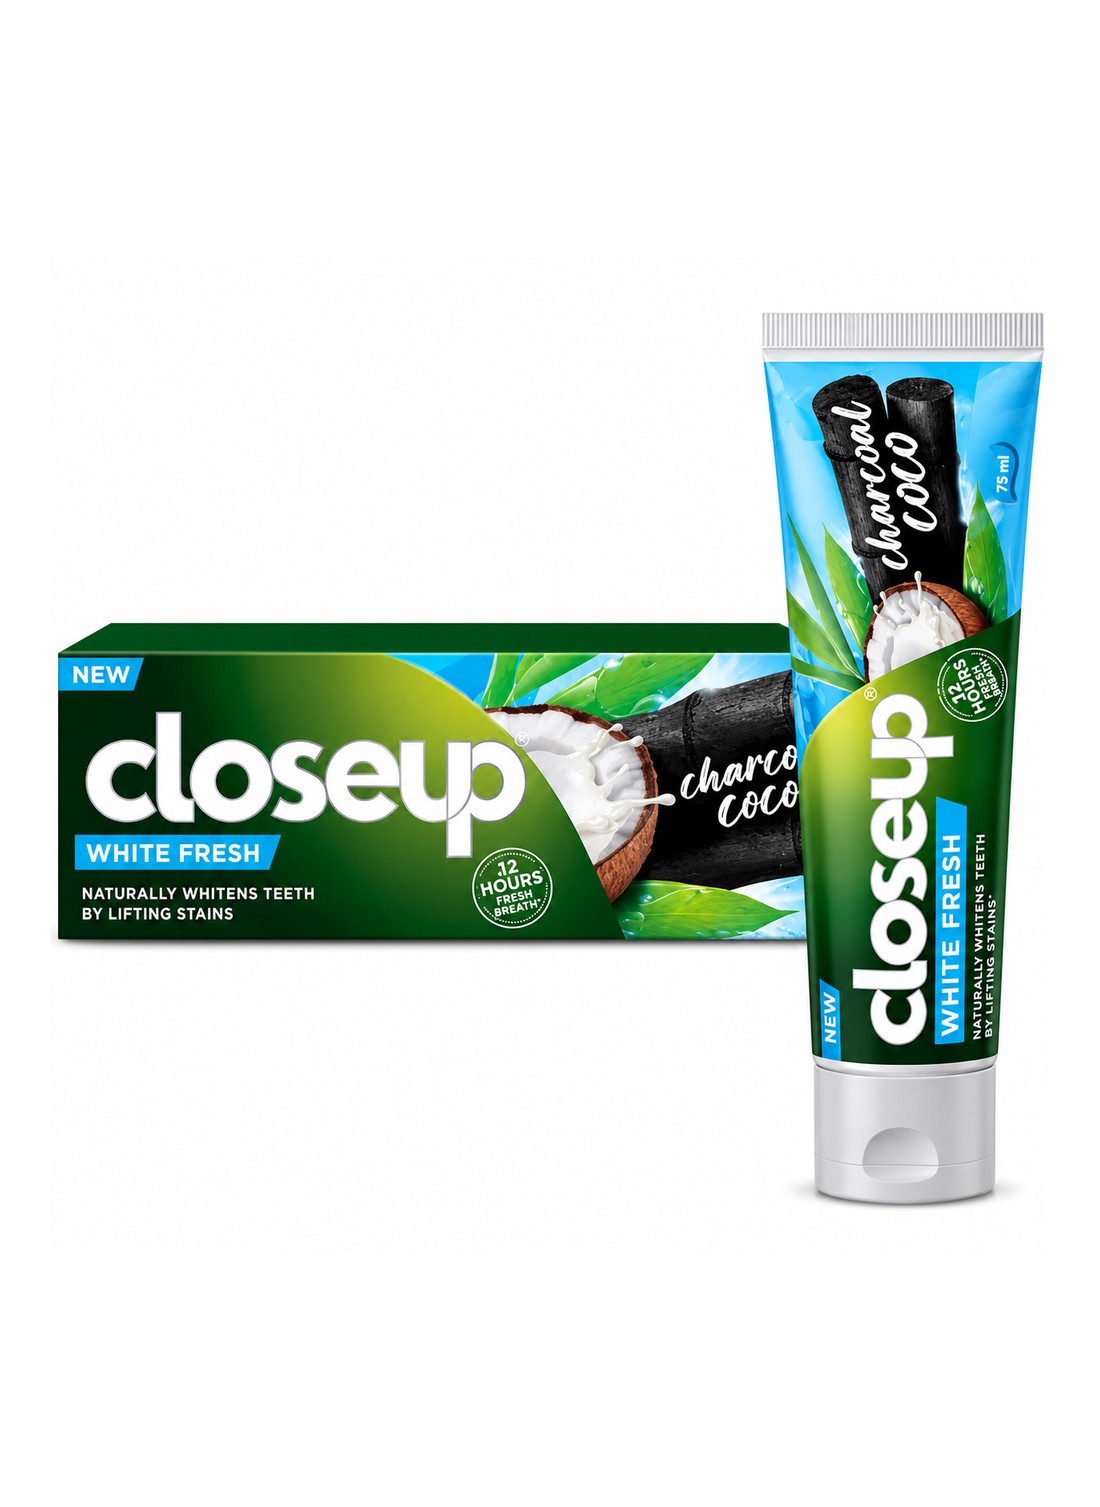 NEW
closeup®
WHITE FRESH
NATURALLY WHITENS TEETH
BY LIFTING STAINS
12
HOURS
FRESH
BREATH*
charco
coco
charcoal
coco
75 ml
12
HOURS
FRESH
BREATH*
closeup®
NEW
WHITE FRESH
NATURALLY WHITENS TEETH
BY LIFTING STAINS*